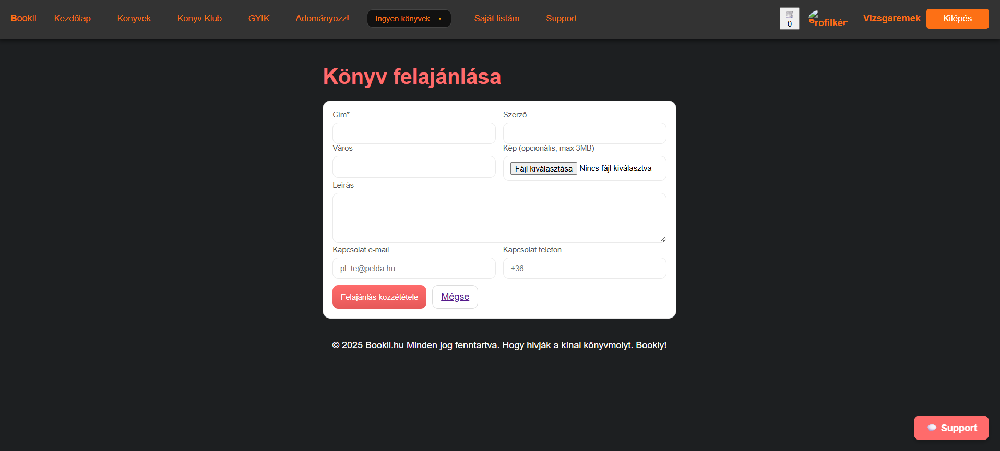 Bookli Kezdőlap Könyvek Könyv Klub GYIK Adományozz! Ingyen könyvek Saját listám Support 0 Profilkép Vizsgaremek Kilépés
Könyv felajánlása
Cím* Szerző
Város Kép (opcionális, max 3MB)
Fájl kiválasztása Nincs fájl kiválasztva
Leírás
Kapcsolat e-mail Kapcsolat telefon
pl. te@pelda.hu +36 ...
Felajánlás közzététele Mégse
© 2025 Bookli.hu Minden jog fenntartva. Hogy hivják a kínai könyvmolyt. Bookly!
Support